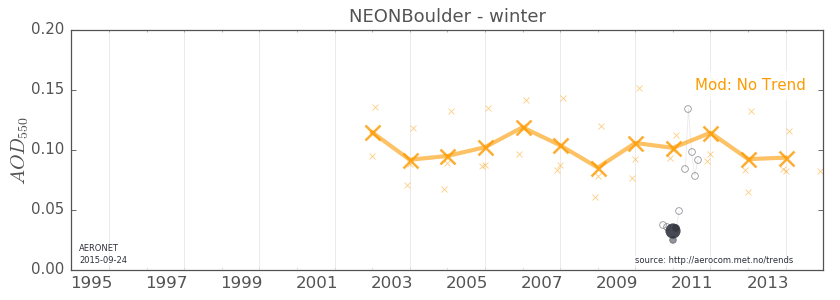 NEONBoulder - winter
0.20
0.15
0.10
0.05
0.00
AOD550
Mod: No Trend
AERONET
2015-09-24
source: http://aerocom.met.no/trends
1995 1997 1999 2001 2003 2005 2007 2009 2011 2013